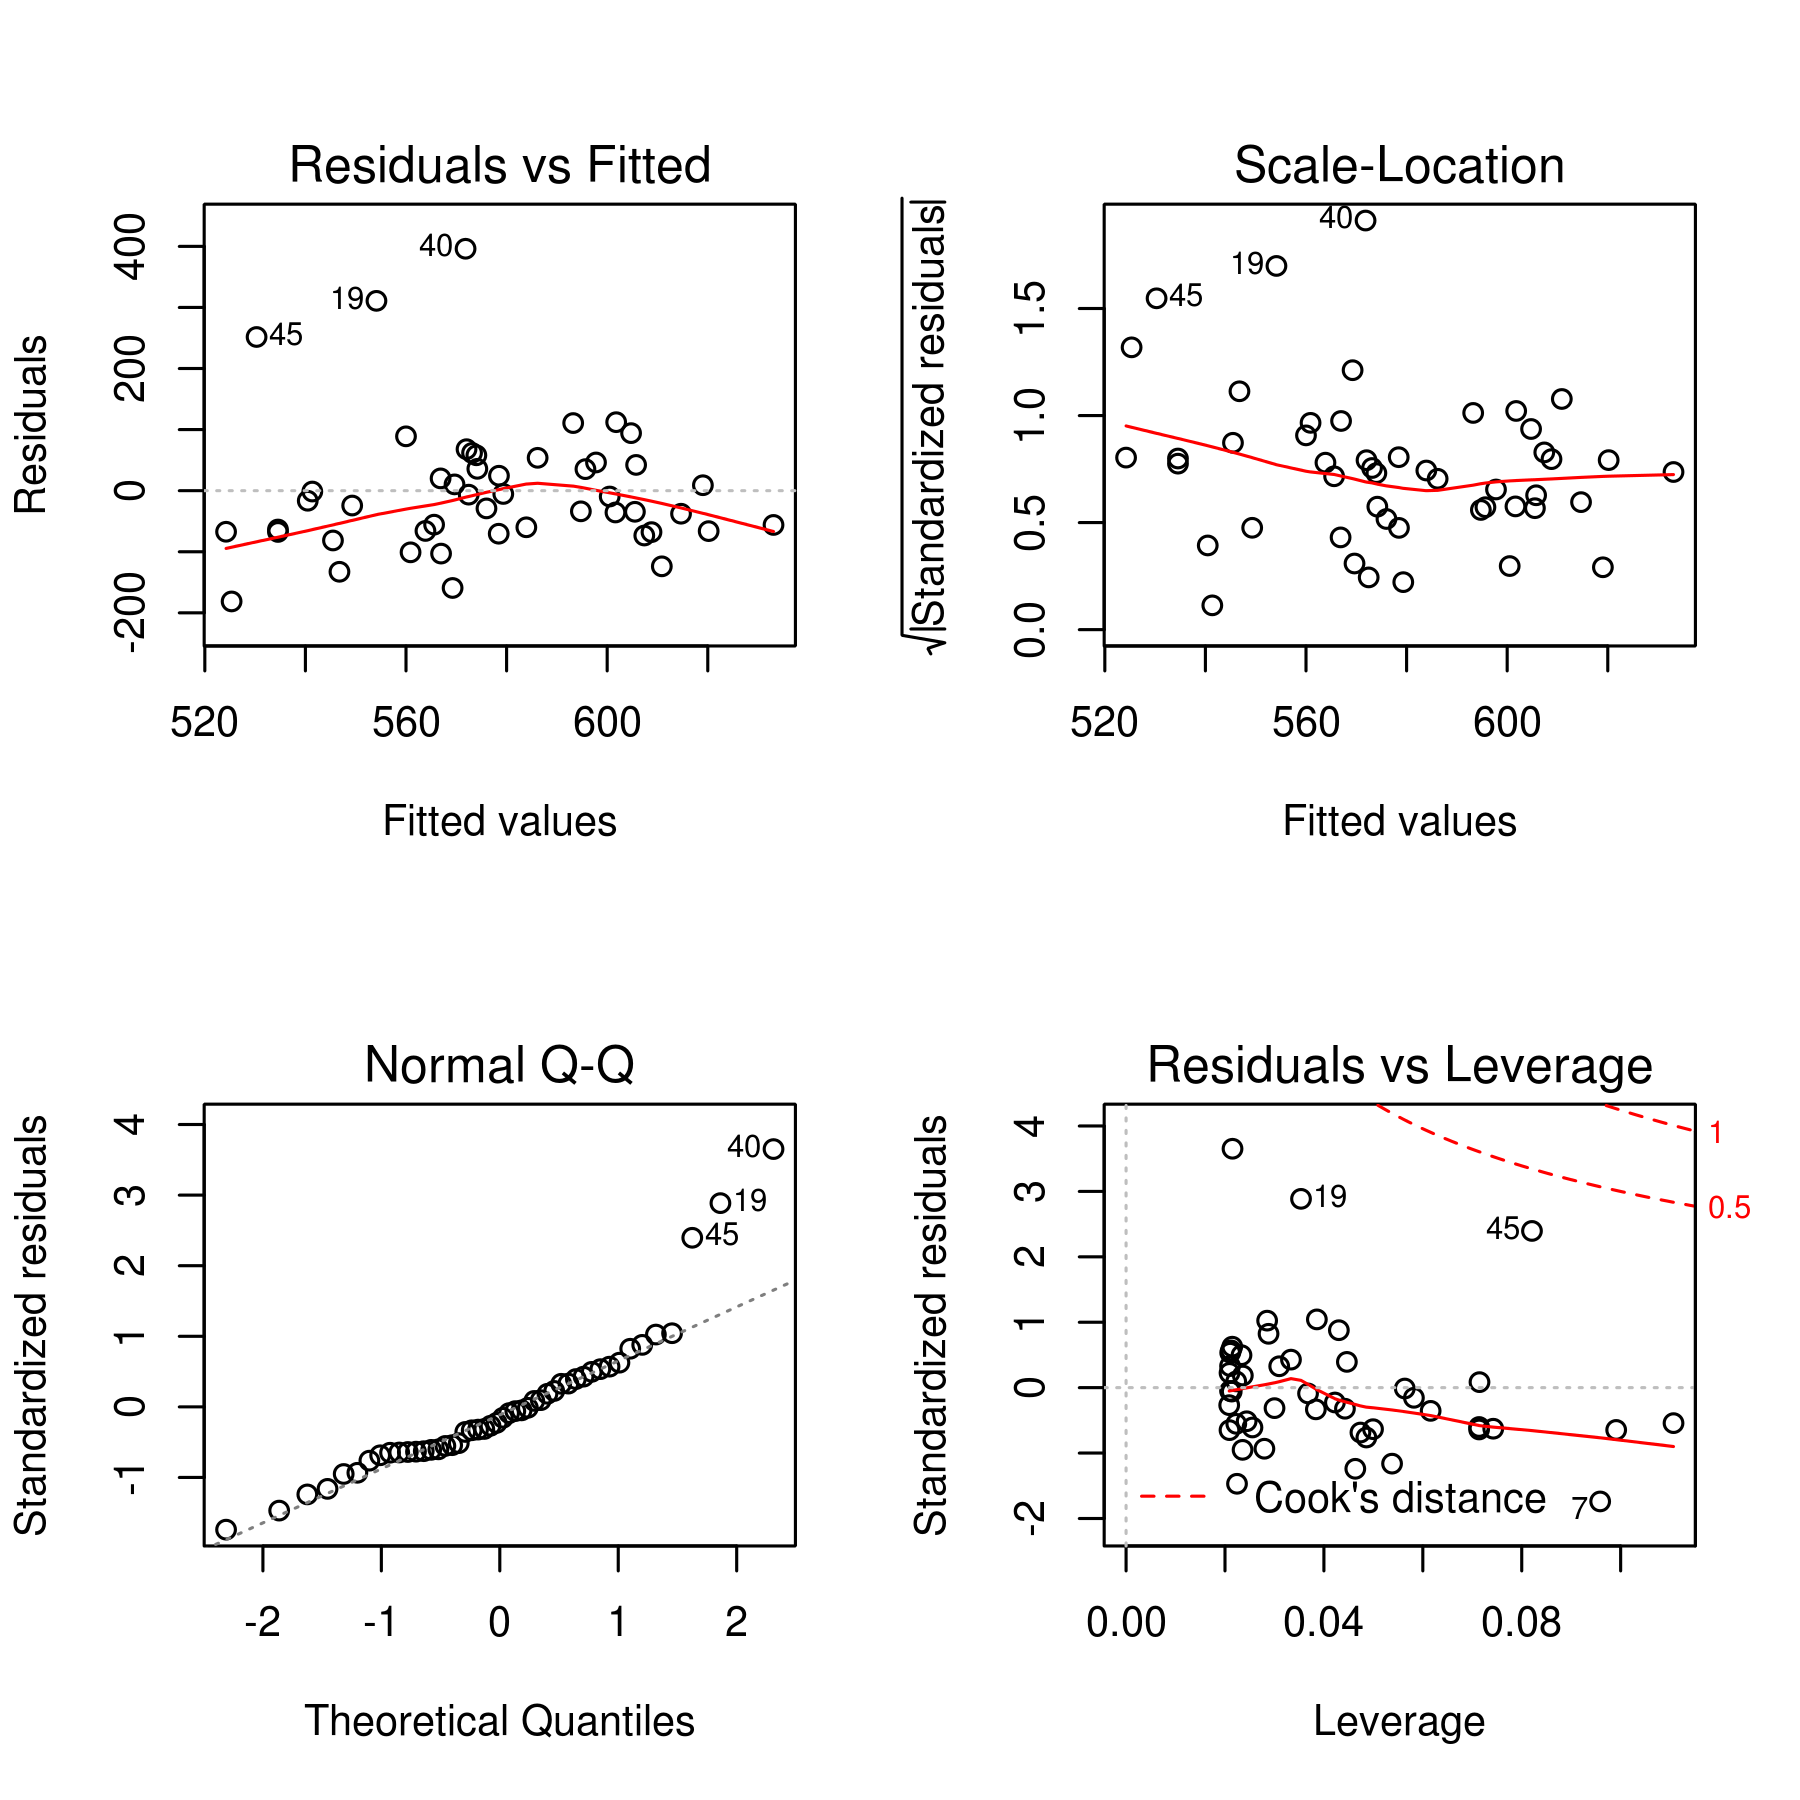 Residuals vs Fitted
Residuals
400
200
0
-200
40
19
45
520 560 600
Fitted values
Scale-Location
√|Standardized residuals|
1.5
1.0
0.5
0.0
40
19
45
520 560 600
Fitted values
Normal Q-Q
Standardized residuals
4
3
2
1
0
-1
40
19
45
-2 -1 0 1 2
Theoretical Quantiles
Residuals vs Leverage
Standardized residuals
4
3
2
1
0
-2
1
0.5
19
45
Cook's distance
7
0.00 0.04 0.08
Leverage